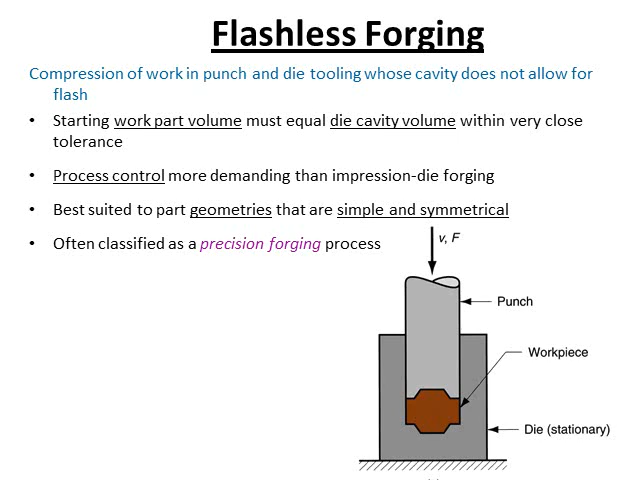 Flashless Forging
Compression of work in punch and die tooling whose cavity does not allow for
flash
• Starting work part volume must equal die cavity volume within very close
tolerance
• Process control more demanding than impression-die forging
• Best suited to part geometries that are simple and symmetrical
• Often classified as a precision forging process
v, F
Punch
Workpiece
Die (stationary)